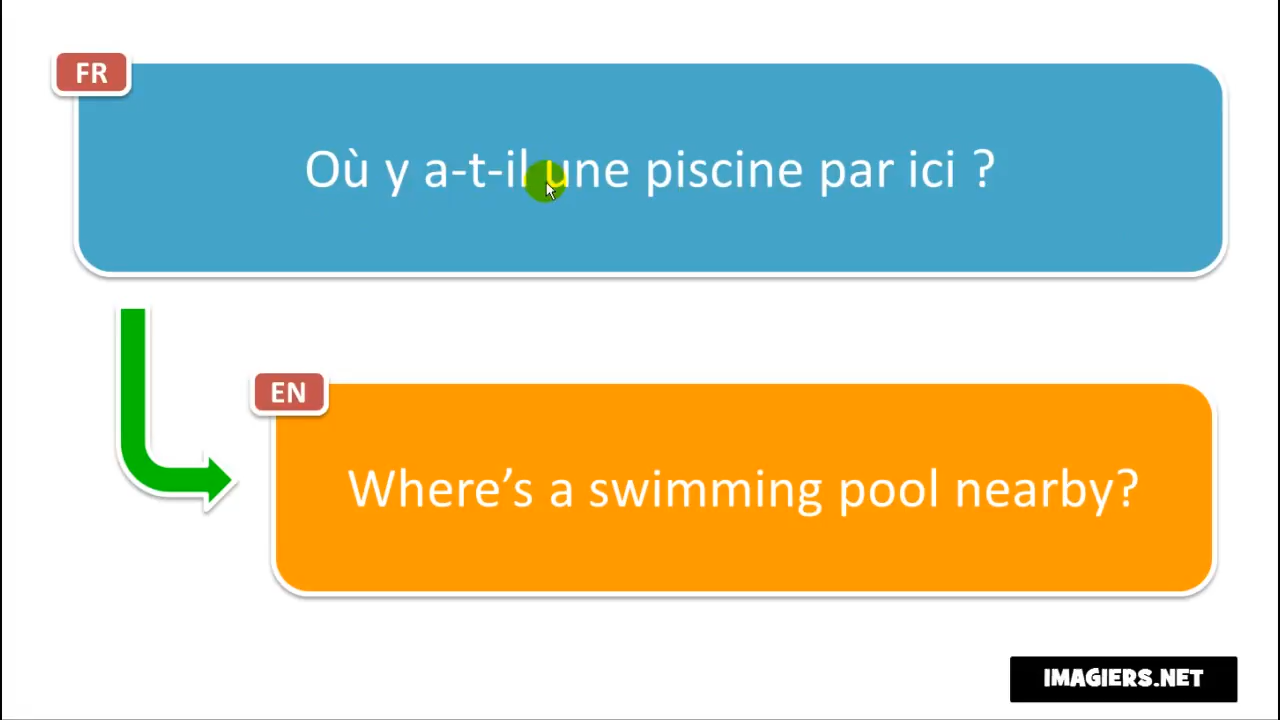 FR
Où y a-t-il une piscine par ici ?
EN
Where’s a swimming pool nearby?
IMAGIERS.NET